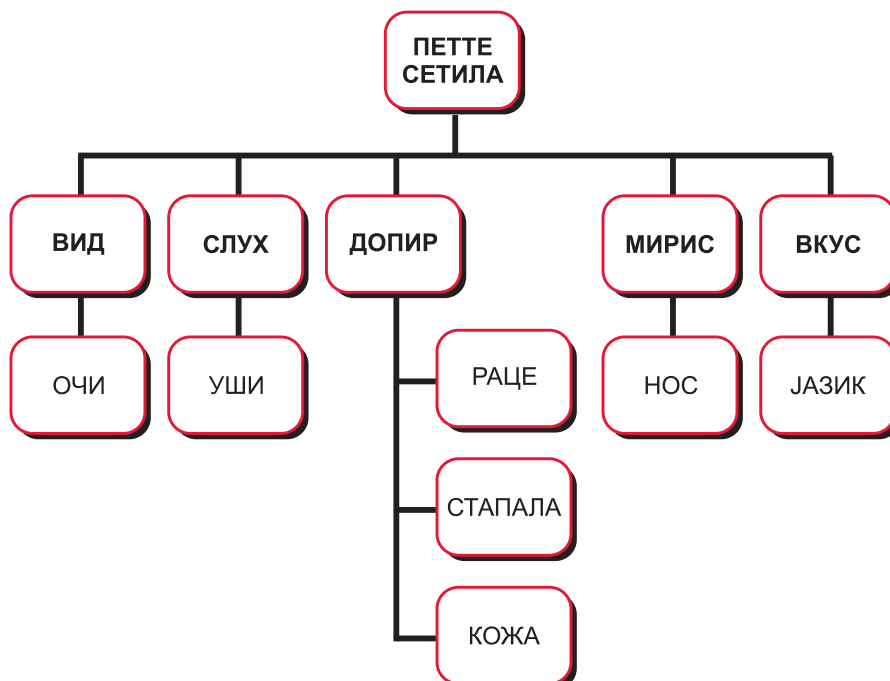 ПЕТТЕ
СЕТИЛА
ВИД
СЛУХ
ДОПИР
МИРИС
ВКУС
ОЧИ
УШИ
РАЦЕ
НОС
ЈАЗИК
СТАПАЛА
КОЖА